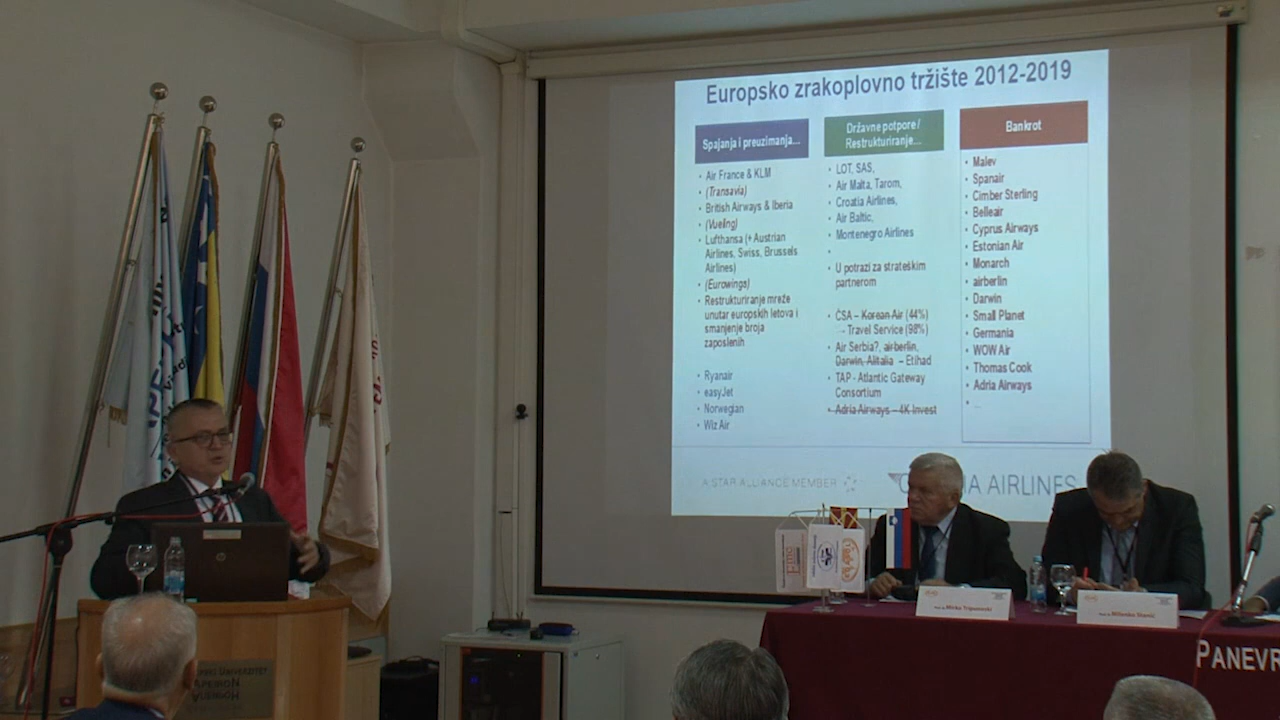 Europsko zrakoplovno tržište 2012-2019
Spajanja i preuzimanja...
• Air France & KLM
• (Transavia)
• British Airways & Iberia
• (Vueling)
• Lufthansa (+ Austrian
Airlines, Swiss, Brussels
Airlines)
• (Eurowings)
• Restrukturiranje mreže
unutar europskih letova i
smanjenje broja
zaposlenih
• Ryanair
• easyJet
• Norwegian
• Wiz Air
Državne potpore /
Restrukturiranje...
• LOT, SAS,
• Air Malta, Tarom,
• Croatia Airlines,
• Air Baltic,
• Montenegro Airlines
•
• U potrazi za strateškim
partnerom
• ČSA – Korean Air (44%)
→ Travel Service (98%)
• Air Serbia?, airberlin,
Darwin, Alitalia – Etihad
• TAP - Atlantic Gateway
Consortium
• Adria Airways – 4K Invest
Bankrot
• Malev
• Spanair
• Cimber Sterling
• Belleair
• Cyprus Airways
• Estonian Air
• Monarch
• airberlin
• Darwin
• Small Planet
• Germania
• WOW Air
• Thomas Cook
• Adria Airways
• ...
A STAR ALLIANCE MEMBER
AIRLINES
hp
UNIVERZITET
PANEVR